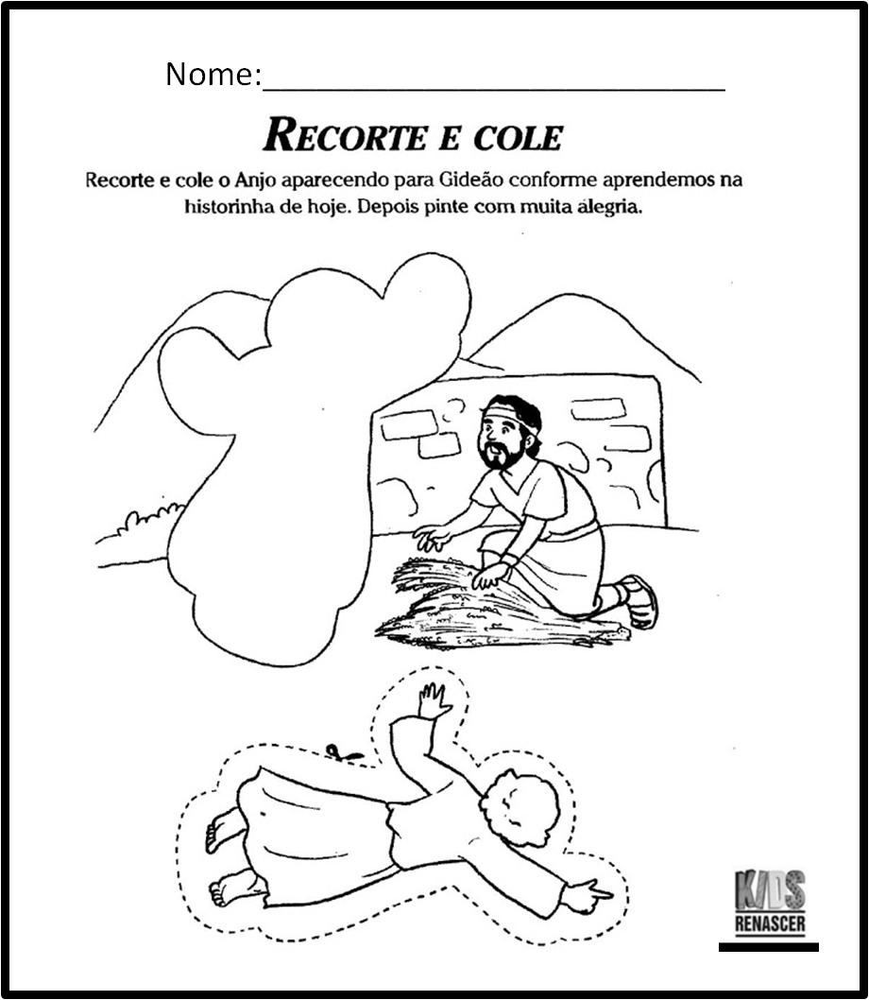 Nome:____________________________
RECORTE E COLE
Recorte e cole o Anjo aparecendo para Gideão conforme aprendemos na
historinha de hoje. Depois pinte com muita alegria.
KIDS
RENASCER